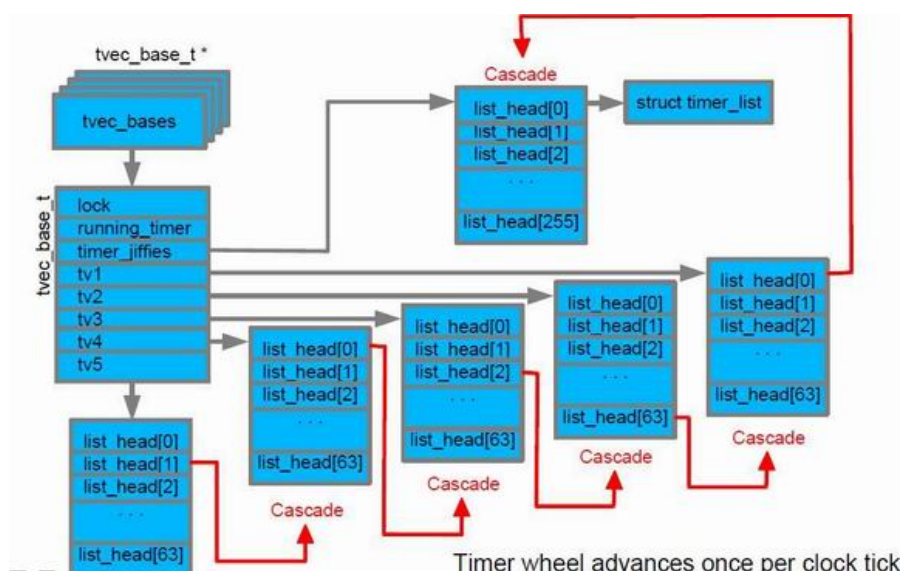 tvec_base_t *
tvec_bases
tvec_base_t
lock
running_timer
timer_jiffies
tv1
tv2
tv3
tv4
tv5
Cascade
list_head[0]
list_head[1]
list_head[2]
. . .
list_head[255]
struct timer_list
list_head[0]
list_head[1]
list_head[2]
. . .
list_head[63]
Cascade
list_head[0]
list_head[1]
list_head[2]
. . .
list_head[63]
Cascade
list_head[0]
list_head[1]
list_head[2]
. . .
list_head[63]
Cascade
list_head[0]
list_head[1]
list_head[2]
. . .
list_head[63]
Cascade
list_head[0]
list_head[1]
list_head[2]
. . .
list_head[63]
Timer wheel advances once per clock tick